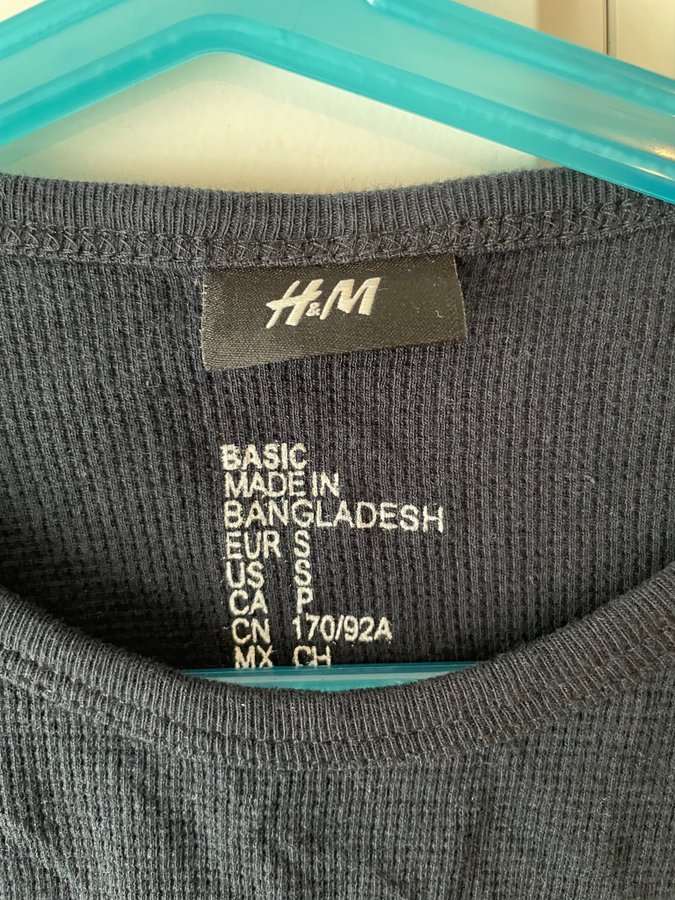 H&M
BASIC
MADE IN
BANGLADESH
EUR S
US S
CA P
CN 170/92A
MX CH